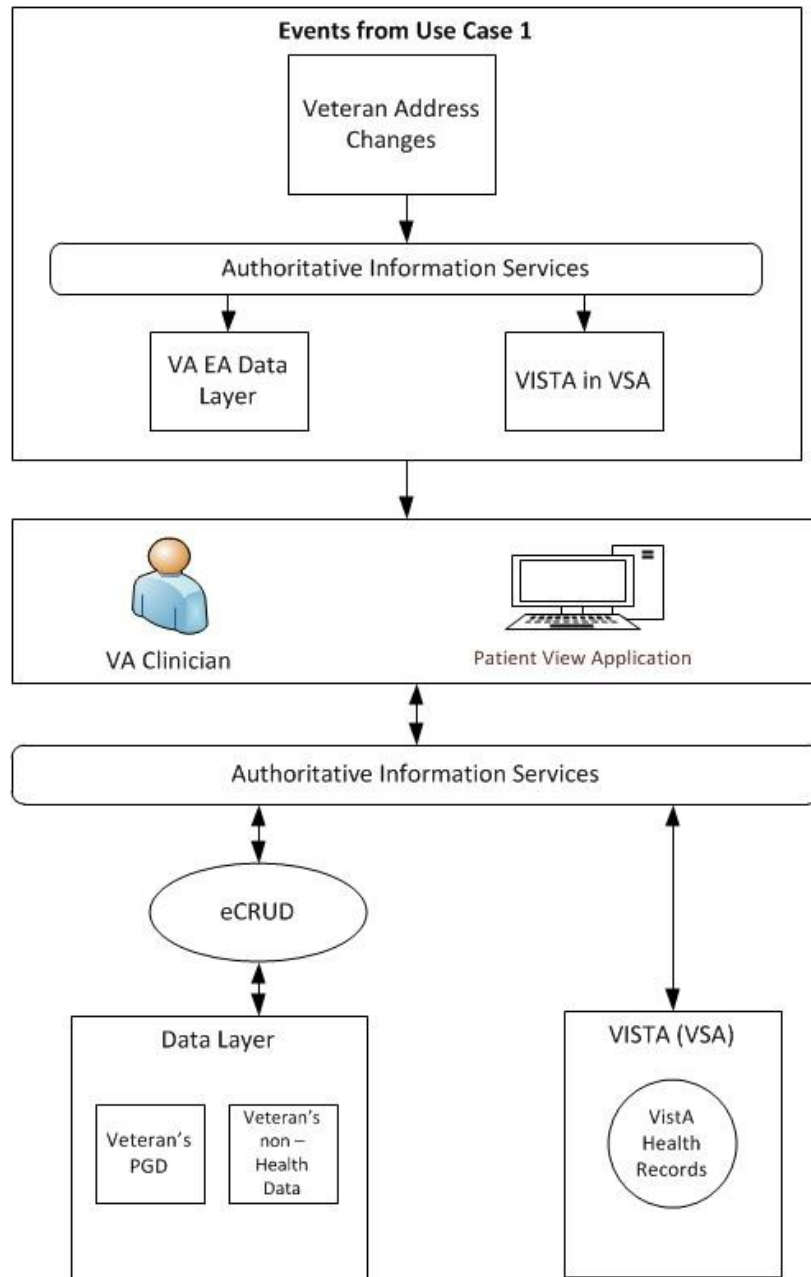 Events from Use Case 1
Veteran Address
Changes
Authoritative Information Services
VA EA Data
Layer
VISTA in VSA
VA Clinician
Patient View Application
Authoritative Information Services
eCRUD
Data Layer
Veteran’s
PGD
Veteran’s
non –
Health
Data
VISTA (VSA)
VistA
Health
Records